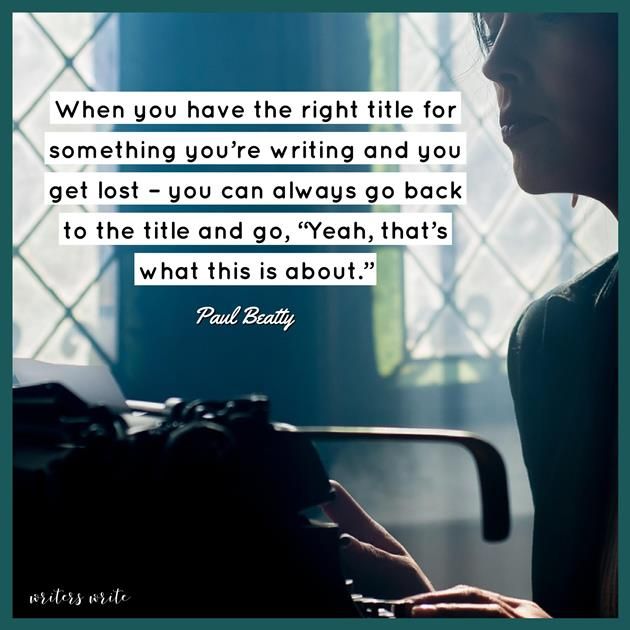 When you have the right title for
something you’re writing and you
get lost – you can always go back
to the title and go, “Yeah, that’s
what this is about.”
Paul Beatty
writers write